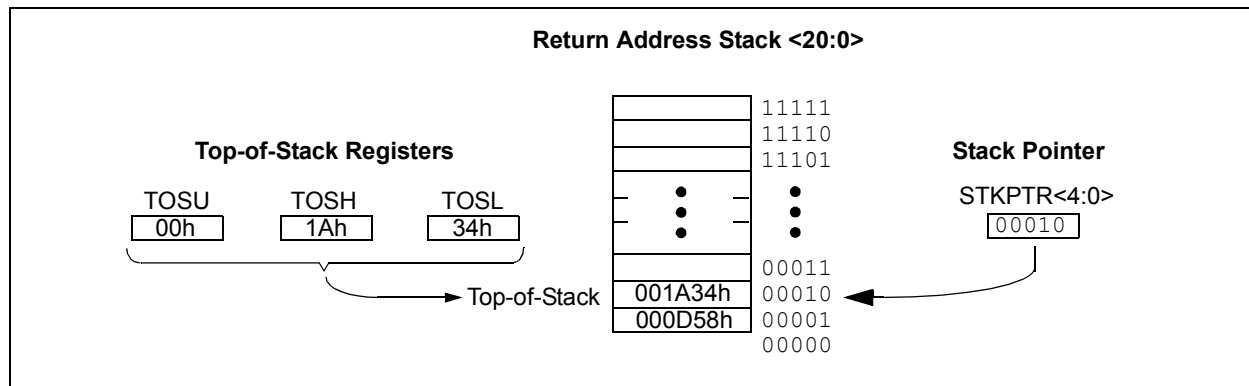 Return Address Stack <20:0>
11111
11110
Top-of-Stack Registers
11101
Stack Pointer
TOSU TOSH TOSL
STKPTR<4:0>
00h 1Ah 34h
00010
00011
Top-of-Stack 001A34h 00010
000D58h 00001
00000